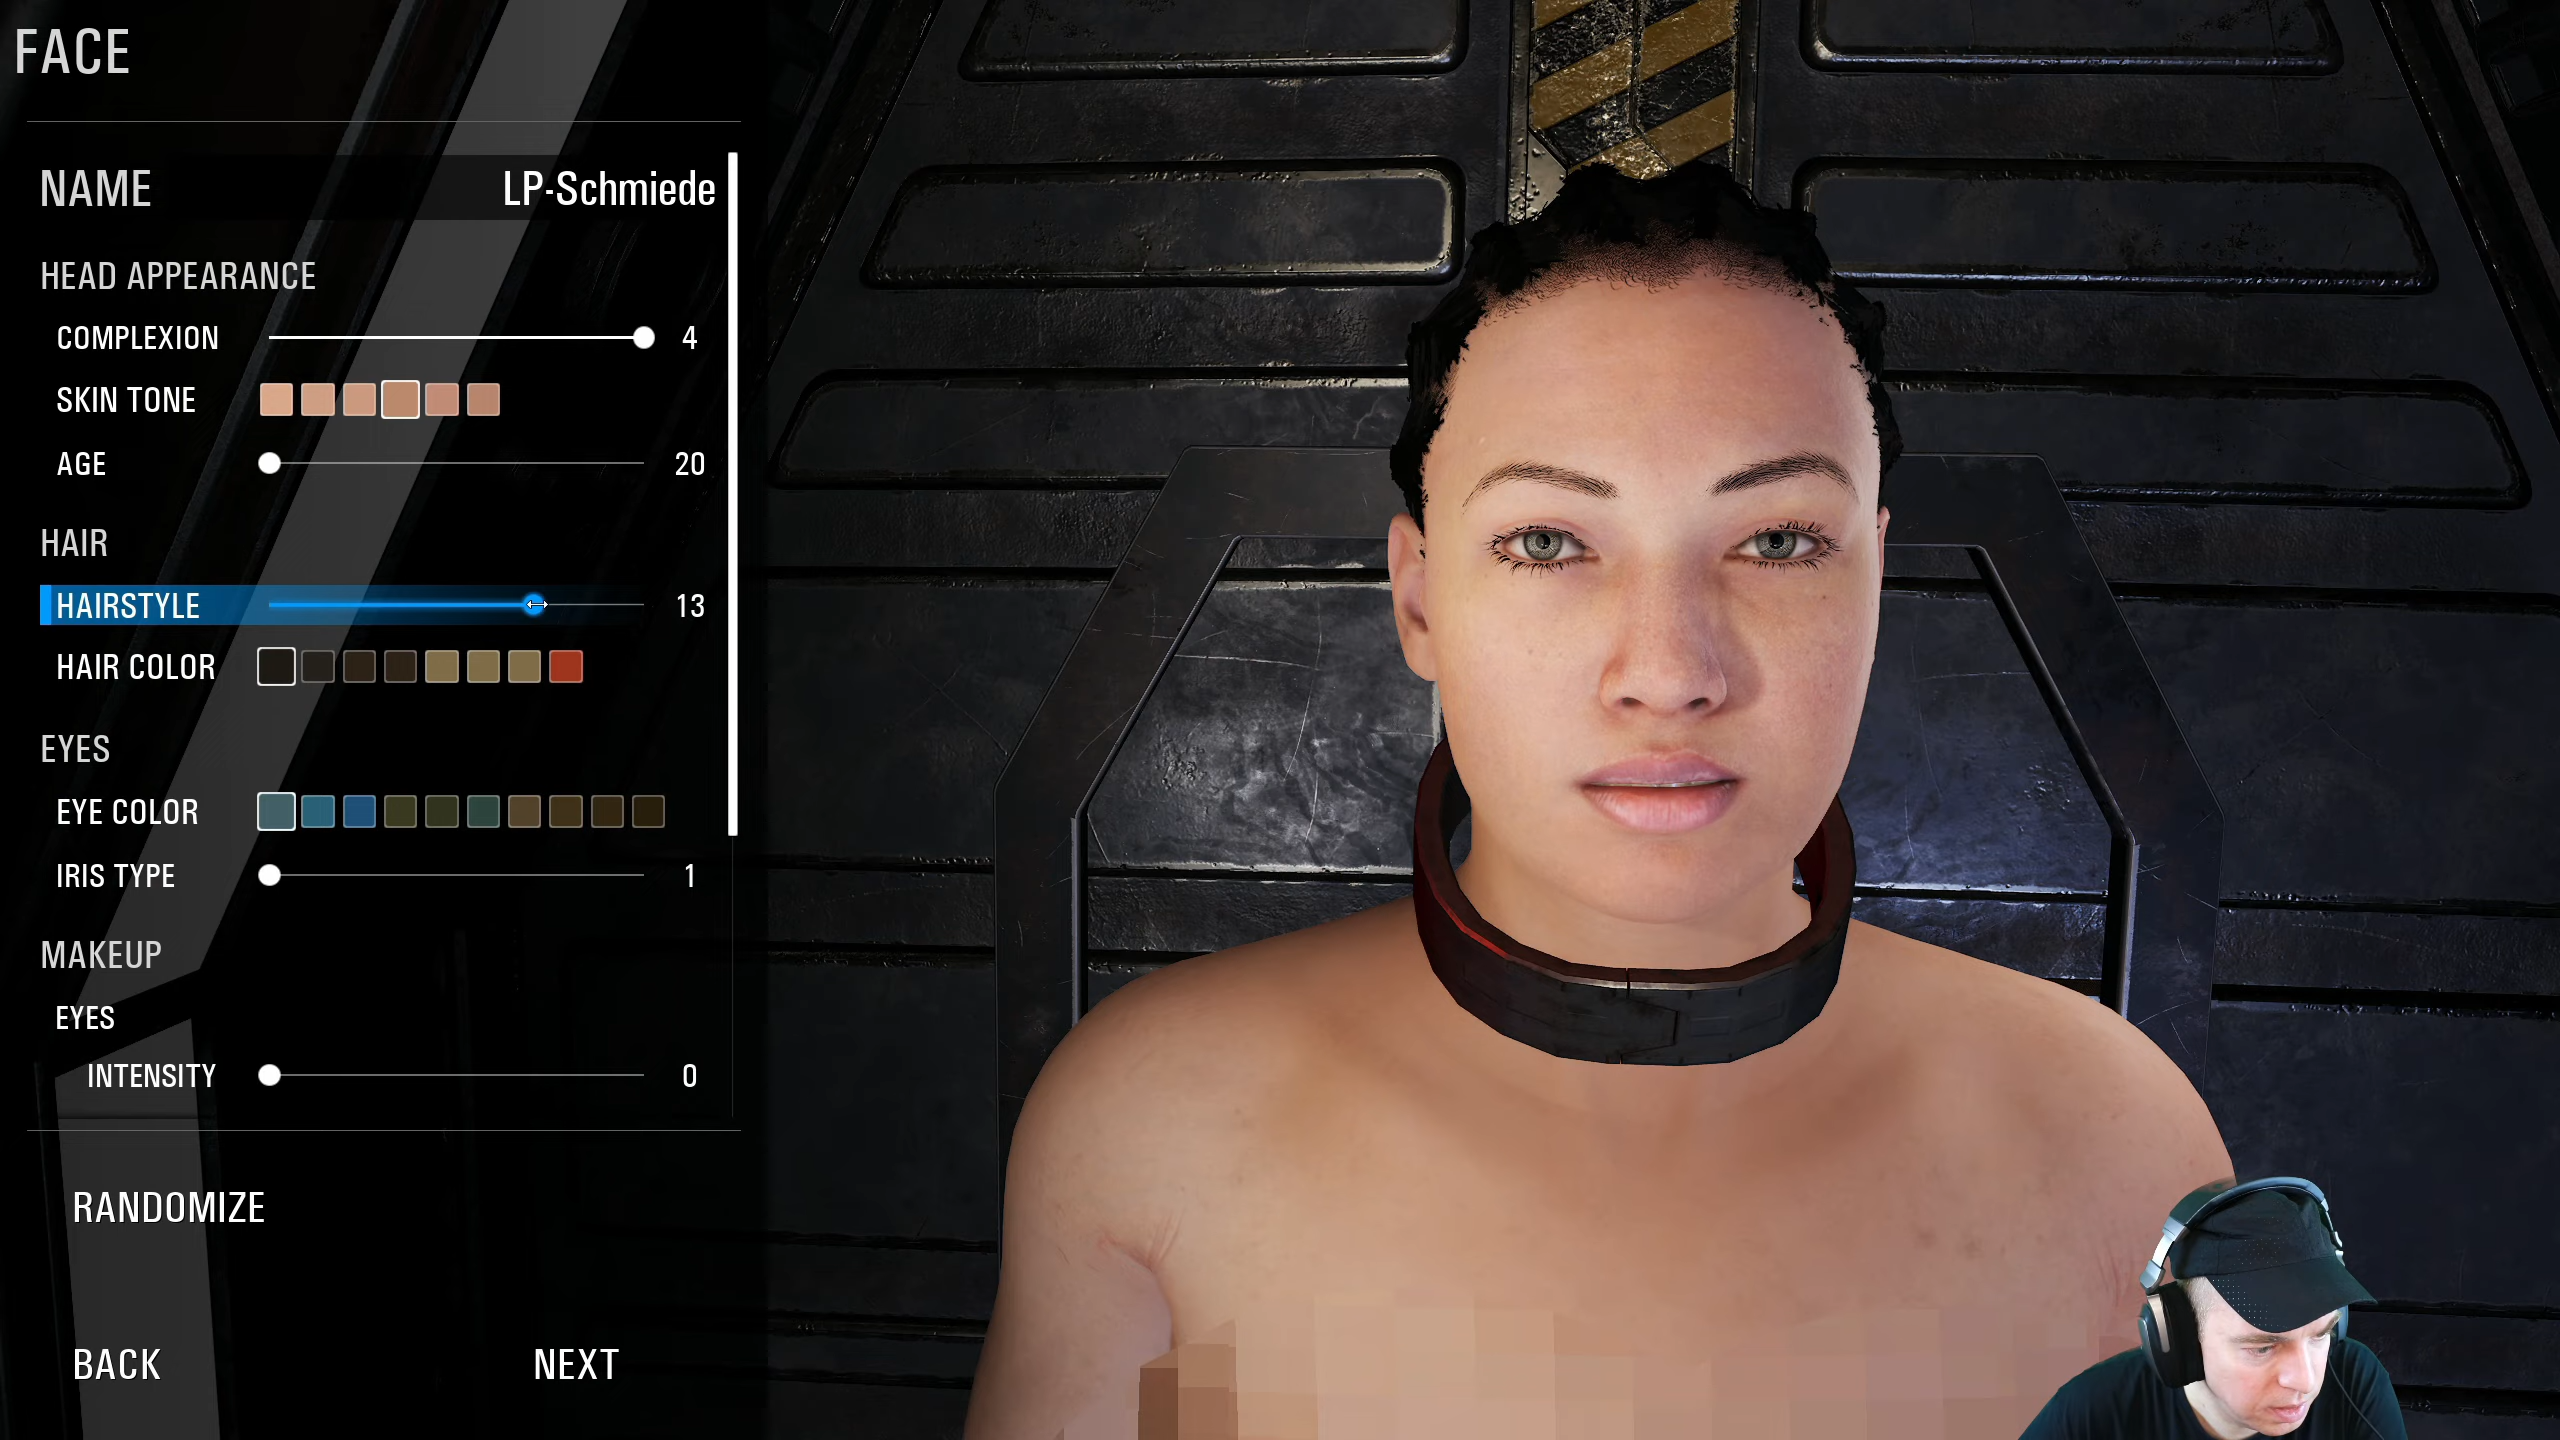 FACE
NAME LP-Schmiede
HEAD APPEARANCE
COMPLEXION 4
SKIN TONE
AGE 20
HAIR
HAIRSTYLE 13
HAIR COLOR
EYES
EYE COLOR
IRIS TYPE 1
MAKEUP
EYES
INTENSITY 0
RANDOMIZE
BACK NEXT